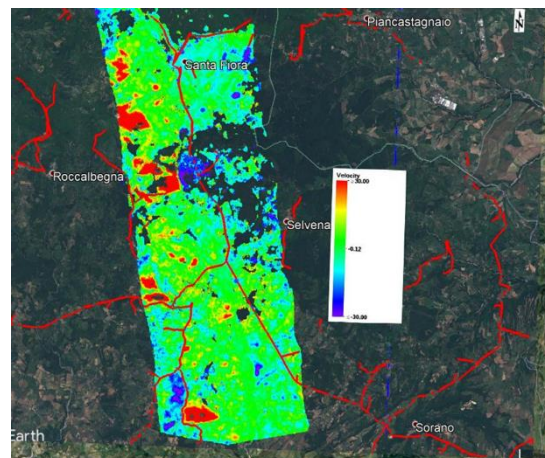 Piancastagnaio
N
Santa Fiora
Roccalbegna
Velocity
>30.00
Selvena
-0.12
<-30.00
Sorano
Earth